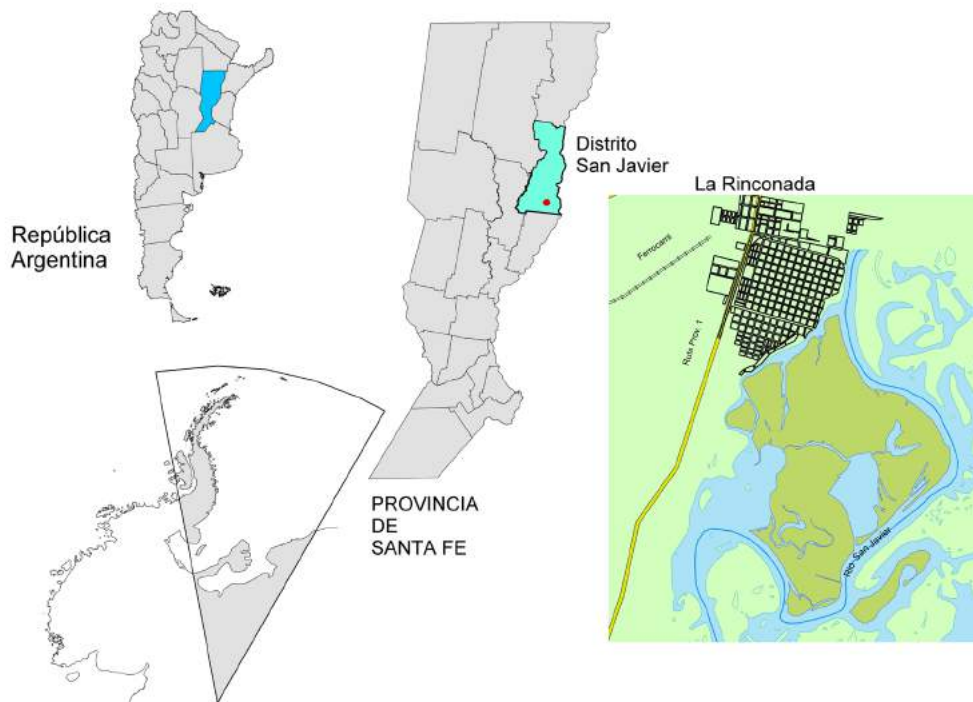 República
Argentina
Distrito
San Javier
La Rinconada
Ferrocarril
Ruta Prov. 1
Río San Javier
PROVINCIA
DE
SANTA FE